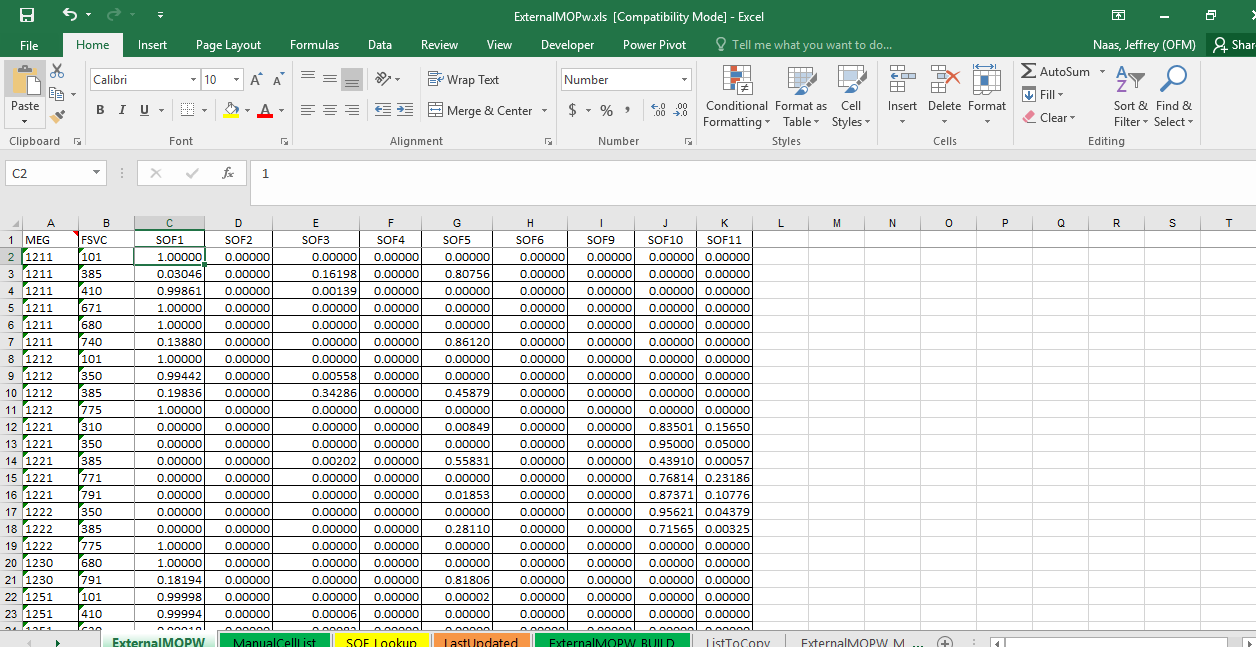 ExternalMOPw.xls [Compatibility Mode] - Excel
File Home Insert Page Layout Formulas Data Review View Developer Power Pivot Tell me what you want to do... Naas, Jeffrey (OFM) Shar
Calibri 10 A A Wrap Text Number AutoSum
Paste B I U A Merge & Center $ % , Conditional Formatting Format as Table Cell Styles Insert Delete Format Fill Clear Sort & Filter Find & Select
Clipboard Font Alignment Number Styles Cells Editing
C2 fx 1
A B C D E F G H I J K L M N O P Q R S T
1 MEG FSVC SOF1 SOF2 SOF3 SOF4 SOF5 SOF6 SOF9 SOF10 SOF11
2 1211 101 1.00000 0.00000 0.00000 0.00000 0.00000 0.00000 0.00000 0.00000 0.00000
3 1211 385 0.03046 0.00000 0.16198 0.00000 0.80756 0.00000 0.00000 0.00000 0.00000
4 1211 410 0.99861 0.00000 0.00139 0.00000 0.00000 0.00000 0.00000 0.00000 0.00000
5 1211 671 1.00000 0.00000 0.00000 0.00000 0.00000 0.00000 0.00000 0.00000 0.00000
6 1211 680 1.00000 0.00000 0.00000 0.00000 0.00000 0.00000 0.00000 0.00000 0.00000
7 1211 740 0.13880 0.00000 0.00000 0.00000 0.86120 0.00000 0.00000 0.00000 0.00000
8 1212 101 1.00000 0.00000 0.00000 0.00000 0.00000 0.00000 0.00000 0.00000 0.00000
9 1212 350 0.99442 0.00000 0.00558 0.00000 0.00000 0.00000 0.00000 0.00000 0.00000
10 1212 385 0.19836 0.00000 0.34286 0.00000 0.45879 0.00000 0.00000 0.00000 0.00000
11 1212 775 1.00000 0.00000 0.00000 0.00000 0.00000 0.00000 0.00000 0.00000 0.00000
12 1221 310 0.00000 0.00000 0.00000 0.00000 0.00849 0.00000 0.00000 0.83501 0.15650
13 1221 350 0.00000 0.00000 0.00000 0.00000 0.00000 0.00000 0.00000 0.95000 0.05000
14 1221 385 0.00000 0.00000 0.00202 0.00000 0.55831 0.00000 0.00000 0.43910 0.00057
15 1221 771 0.00000 0.00000 0.00000 0.00000 0.00000 0.00000 0.00000 0.76814 0.23186
16 1221 791 0.00000 0.00000 0.00000 0.00000 0.01853 0.00000 0.00000 0.87371 0.10776
17 1222 350 0.00000 0.00000 0.00000 0.00000 0.00000 0.00000 0.00000 0.95621 0.04379
18 1222 385 0.00000 0.00000 0.00000 0.00000 0.28110 0.00000 0.00000 0.71565 0.00325
19 1222 775 1.00000 0.00000 0.00000 0.00000 0.00000 0.00000 0.00000 0.00000 0.00000
20 1230 680 1.00000 0.00000 0.00000 0.00000 0.00000 0.00000 0.00000 0.00000 0.00000
21 1230 791 0.18194 0.00000 0.00000 0.00000 0.81806 0.00000 0.00000 0.00000 0.00000
22 1251 101 0.99998 0.00000 0.00000 0.00000 0.00002 0.00000 0.00000 0.00000 0.00000
23 1251 410 0.99994 0.00000 0.00006 0.00000 0.00000 0.00000 0.00000 0.00000 0.00000
ExternalMOPW ManualCellList SOF_Lookup LastUpdated ExternalMOPW_BUILD ListToCopy ExternalMOPW_M ...